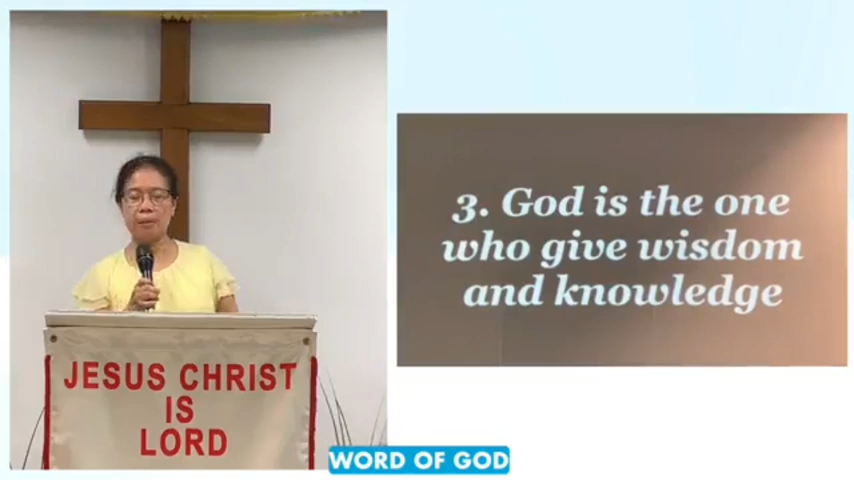 3. God is the one
who give wisdom
and knowledge
JESUS CHRIST
IS
LORD
WORD OF GOD